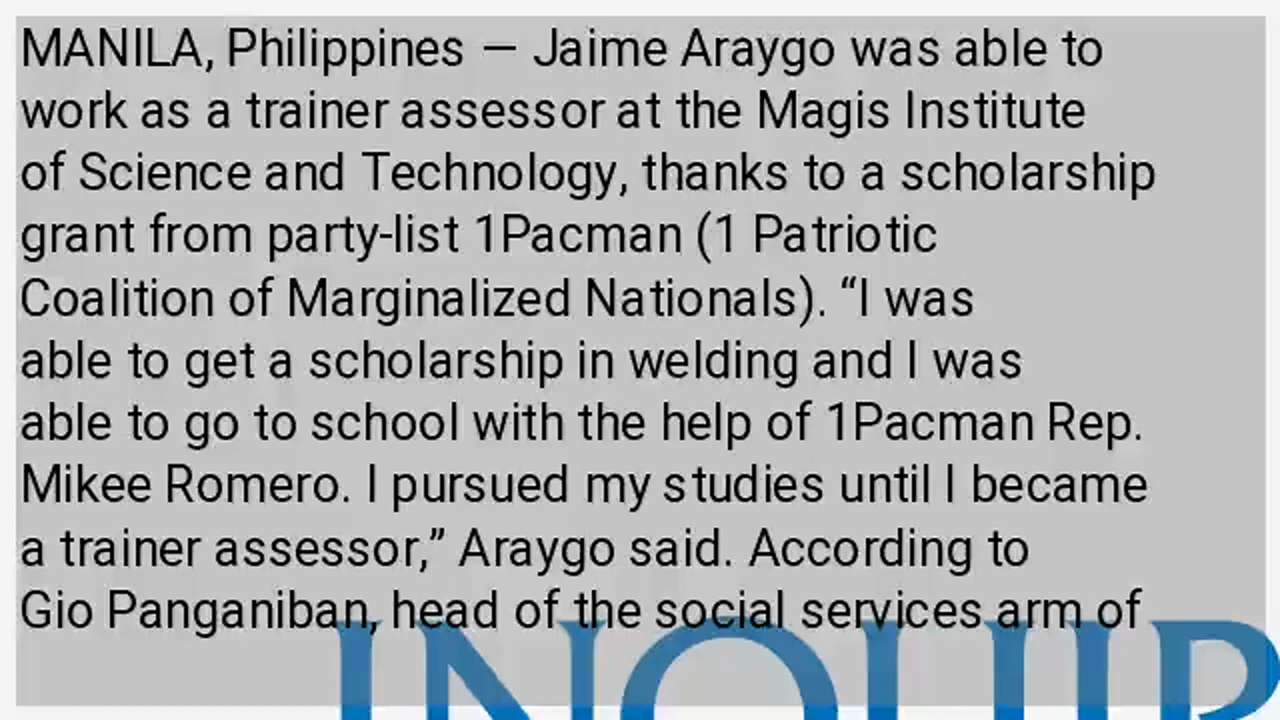 MANILA, Philippines — Jaime Araygo was able to
work as a trainer assessor at the Magis Institute
of Science and Technology, thanks to a scholarship
grant from party-list 1Pacman (1 Patriotic
Coalition of Marginalized Nationals). “I was
able to get a scholarship in welding and I was
able to go to school with the help of 1Pacman Rep.
Mikee Romero. I pursued my studies until I became
a trainer assessor,” Araygo said. According to
Gio Panganiban, head of the social services arm of